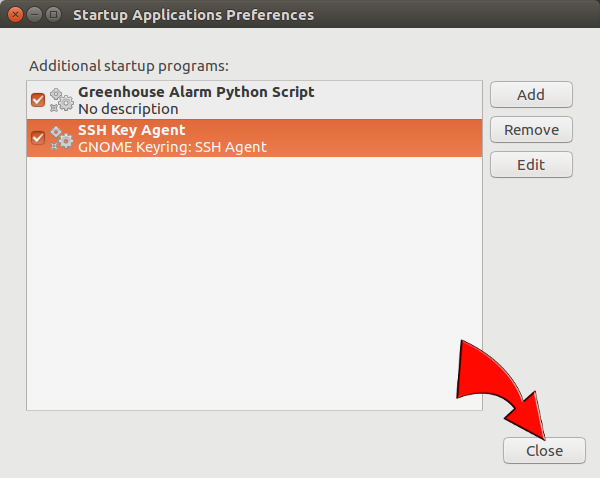 Startup Applications Preferences
Additional startup programs:
Greenhouse Alarm Python Script
No description
SSH Key Agent
GNOME Keyring: SSH Agent
Add
Remove
Edit
Close